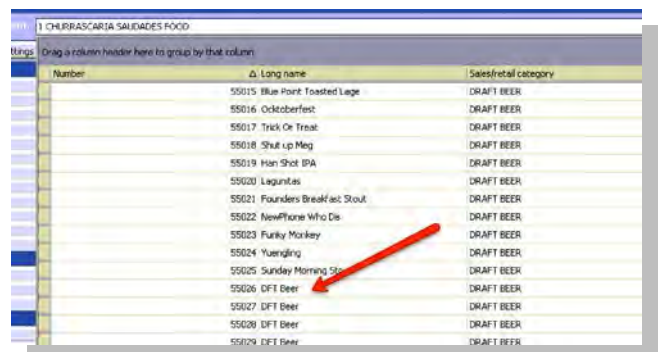 1 CHURRASCARIA SAUDADES FOOD
ttings Drag a column header here to group by that column
Number Long name Sales/retail category
55015 Blue Point Toasted Lage DRAFT BEER
55016 Ocktoberfest DRAFT BEER
55017 Trick Or Treat DRAFT BEER
55018 Shut up Meg DRAFT BEER
55019 Han Shot IPA DRAFT BEER
55020 Lagunitas DRAFT BEER
55021 Founders Breakfast Stout DRAFT BEER
55022 NewPhone Who Dis DRAFT BEER
55023 Funky Monkey DRAFT BEER
55024 Yuengling DRAFT BEER
55025 Sunday Morning DRAFT BEER
55026 DFT Beer DRAFT BEER
55027 DFT Beer DRAFT BEER
55028 DFT Beer DRAFT BEER
55029 DFT Beer DRAFT BEER